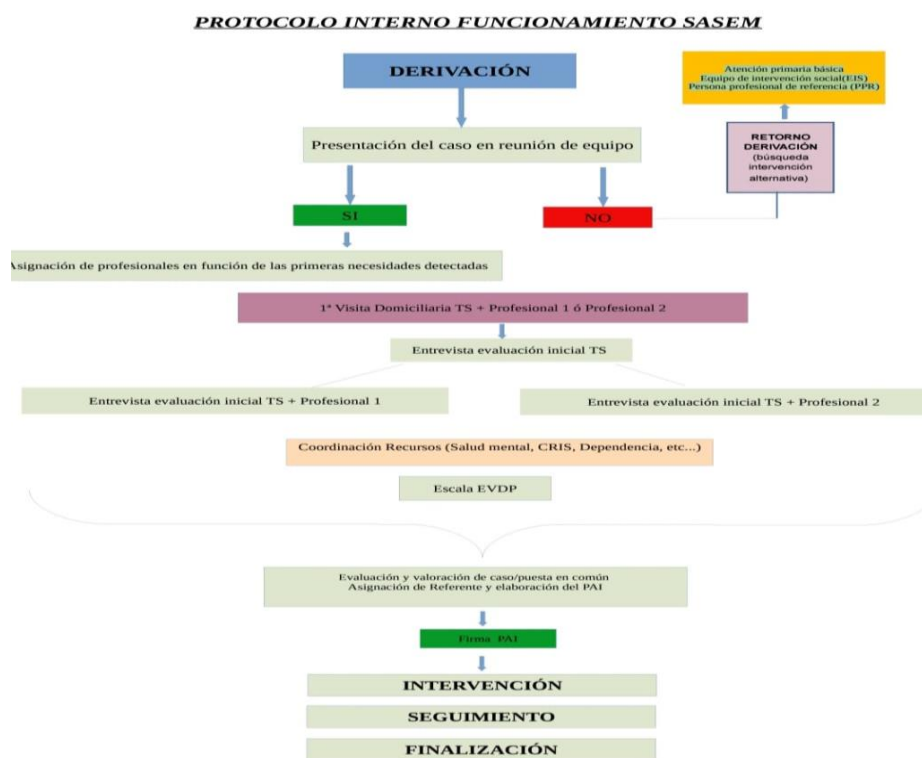 PROTOCOLO INTERNO FUNCIONAMIENTO SASEM
DERIVACIÓN
Atención primaria básica
Equipo de intervención social(EIS)
Persona profesional de referencia (PPR)
Presentación del caso en reunión de equipo
RETORNO
DERIVACIÓN
(búsqueda
intervención
alternativa)
SI
NO
Asignación de profesionales en función de las primeras necesidades detectadas
1ª Visita Domiciliaria TS + Profesional 1 ó Profesional 2
Entrevista evaluación inicial TS
Entrevista evaluación inicial TS + Profesional 1
Entrevista evaluación inicial TS + Profesional 2
Coordinación Recursos (Salud mental, CRIS, Dependencia, etc...)
Escala EVDP
Evaluación y valoración de caso/puesta en común
Asignación de Referente y elaboración del PAI
Firma PAI
INTERVENCIÓN
SEGUIMIENTO
FINALIZACIÓN